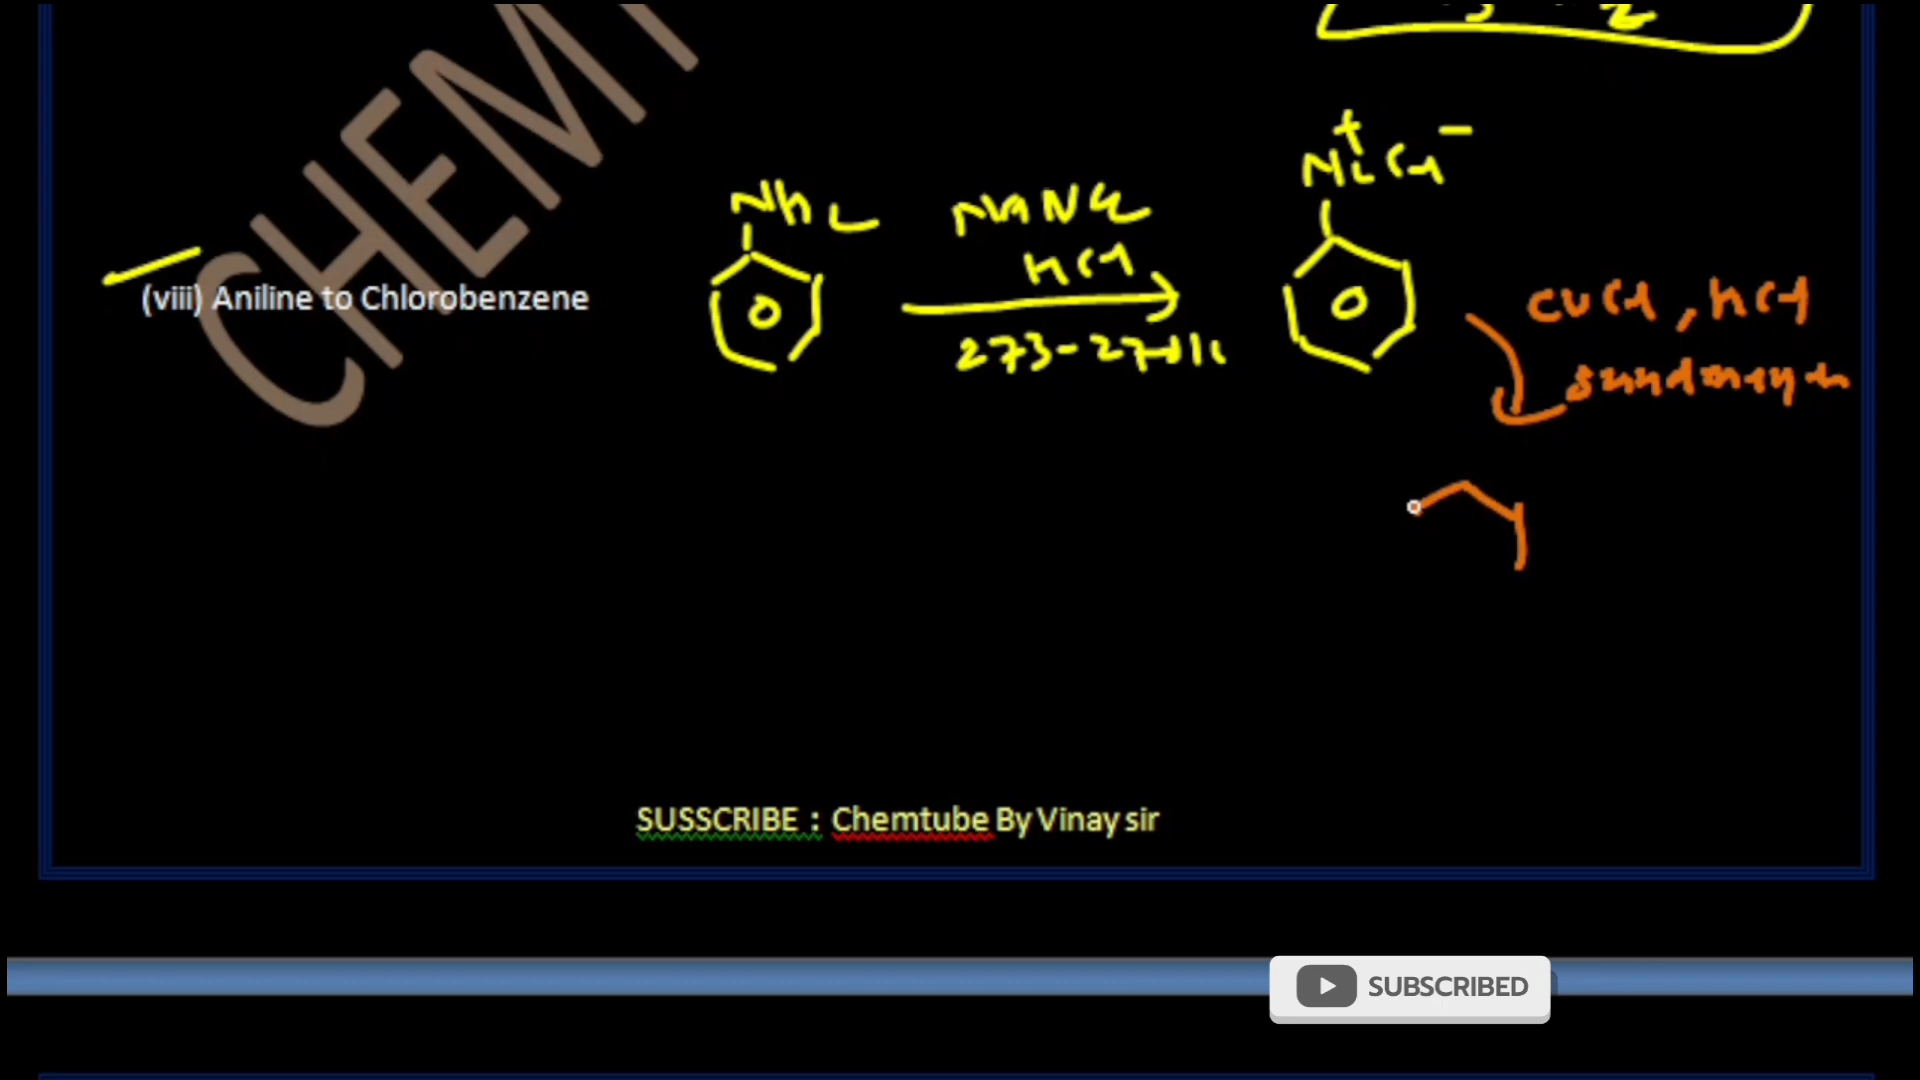 CHEMT
NH2
NaNO2
HCl
273-278K
N2+Cl-
CuCl, HCl
sandmeyer
(viii) Aniline to Chlorobenzene
SUSSCRIBE : Chemtube By Vinay sir
SUBSCRIBED